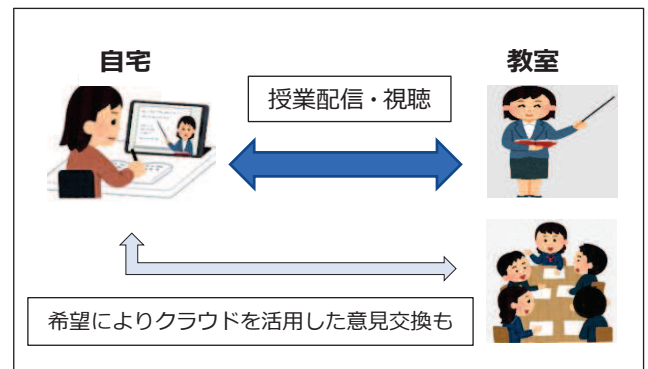 自宅
教室
授業配信・視聴
希望によりクラウドを活用した意見交換も